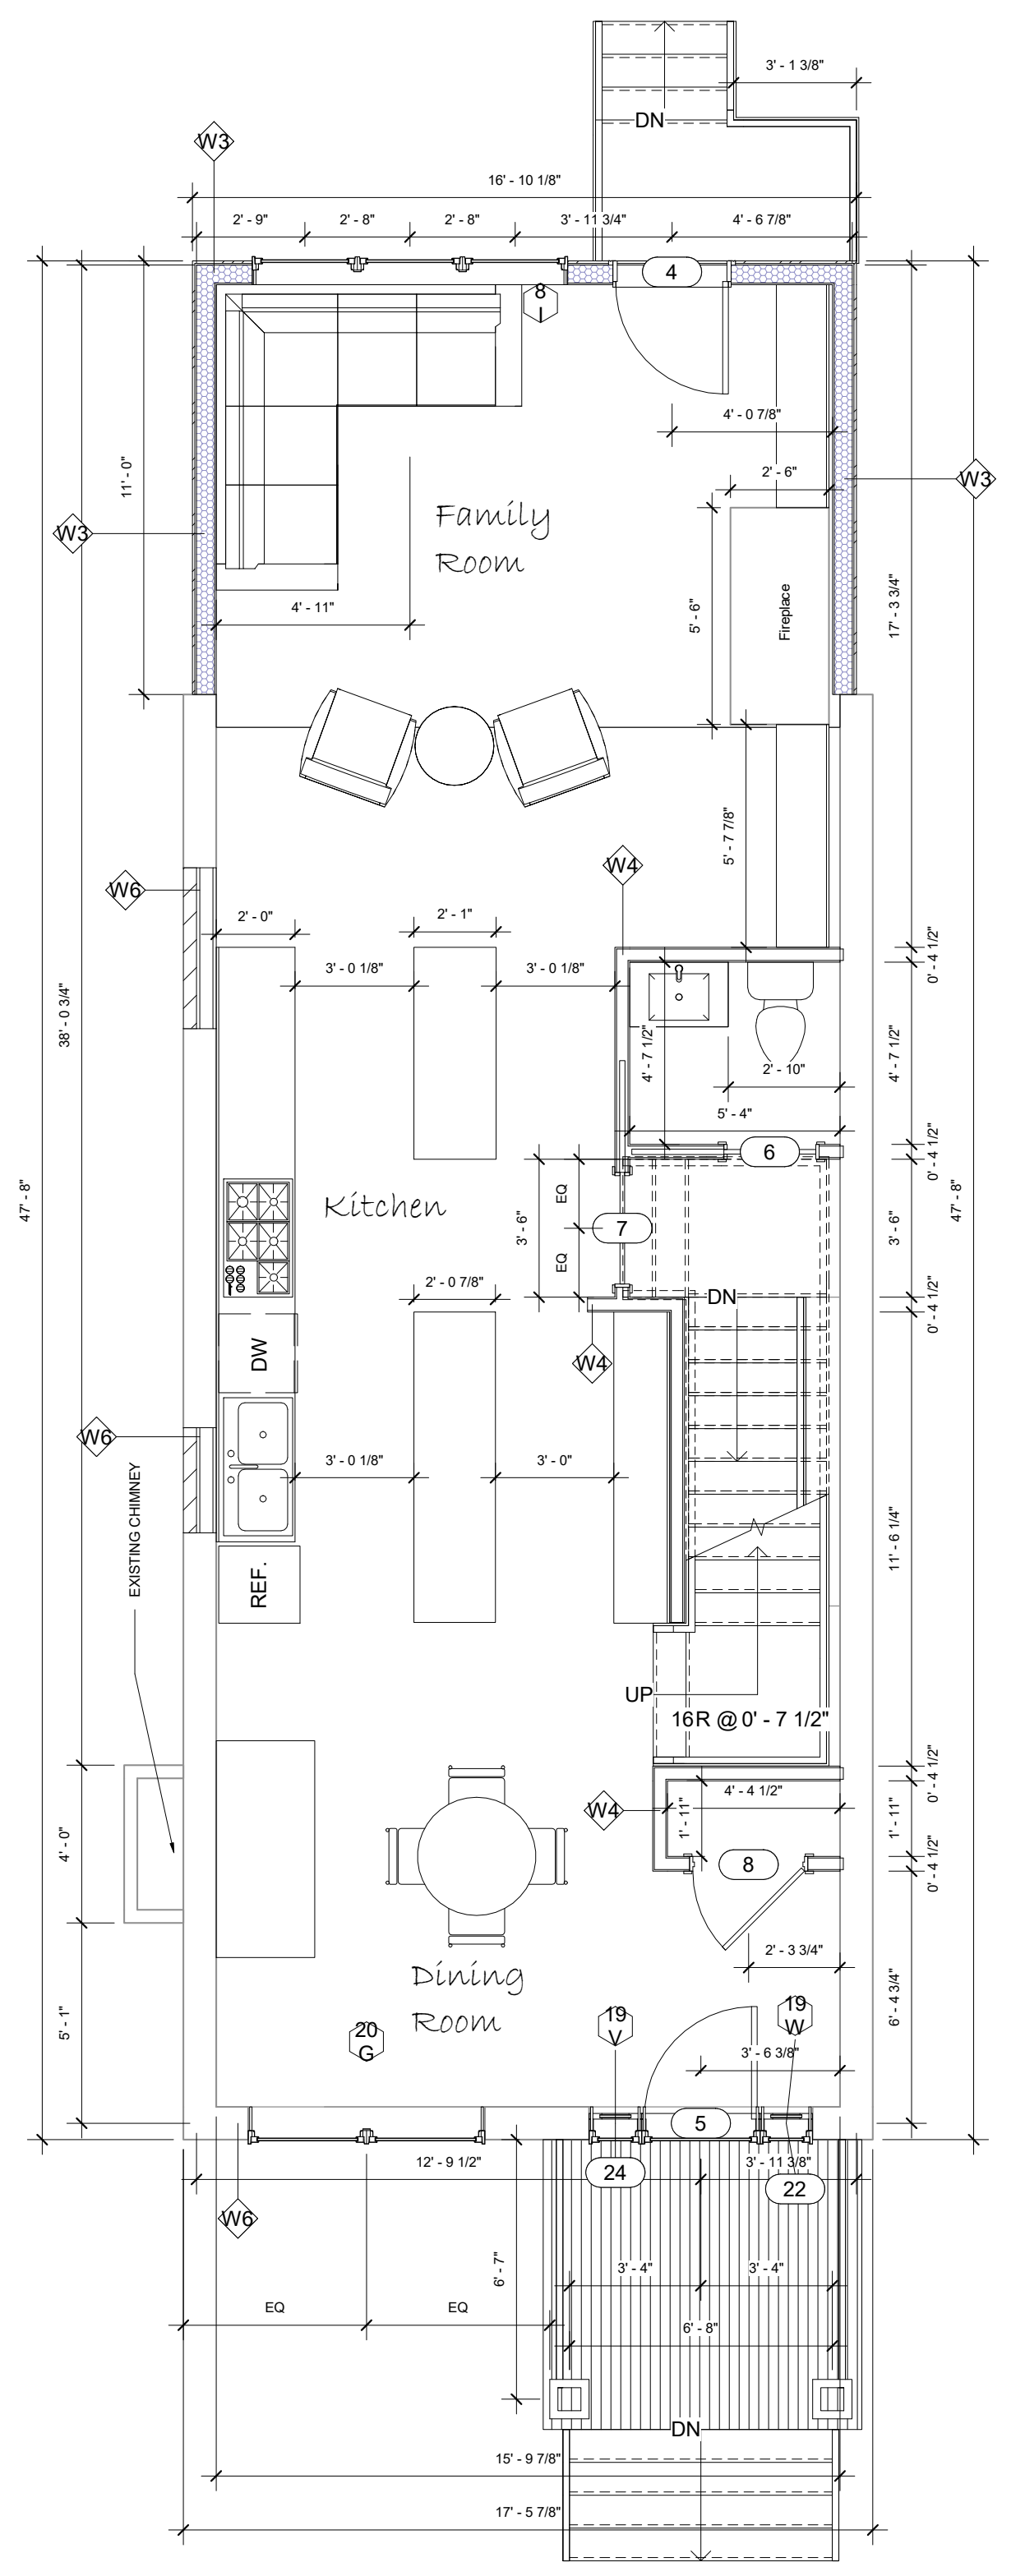 3' - 1 3/8"
DN
W3
16' - 10 1/8"
2' - 9"
2' - 8"
2' - 8"
3' - 11 3/4"
4' - 6 7/8"
4
8
I
4' - 0 7/8"
2' - 6"
W3
11' - 0"
W3
Family
Room
5' - 6"
Fireplace
17' - 3 3/4"
4' - 11"
5' - 7 7/8"
W4
W6
2' - 0"
2' - 1"
0' - 4 1/2"
3' - 0 1/8"
3' - 0 1/8"
38' - 0 3/4"
4' - 7 1/2"
4' - 7 1/2"
2' - 10"
5' - 4"
6
0' - 4 1/2"
47' - 8"
Kitchen
3' - 6"
EQ
EQ
7
3' - 6"
47' - 8"
2' - 0 7/8"
DN
0' - 4 1/2"
DW
W4
W6
3' - 0 1/8"
3' - 0"
EXISTING CHIMNEY
11' - 6 1/4"
REF.
UP
16R @ 0' - 7 1/2"
0' - 4 1/2"
4' - 4 1/2"
W4
1' - 11"
1' - 11"
4' - 0"
8
0' - 4 1/2"
2' - 3 3/4"
Dining
Room
5' - 1"
6' - 4 3/4"
20
G
19
V
19
W
3' - 6 3/8"
5
12' - 9 1/2"
24
3' - 11 3/8"
22
W6
6' - 7"
3' - 4"
3' - 4"
EQ
EQ
6' - 8"
DN
15' - 9 7/8"
17' - 5 7/8"